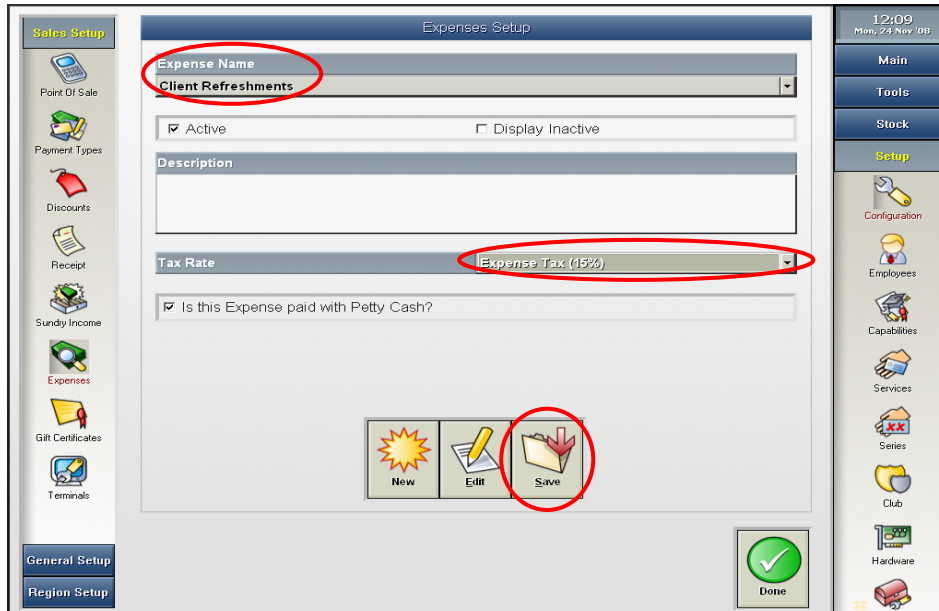 Sales Setup
Point Of Sale
Payment Types
Discounts
Receipt
Sundry Income
Expenses
Gift Certificates
Terminals
General Setup
Region Setup
Expenses Setup
Expense Name
Client Refreshments
Active
Display Inactive
Description
Tax Rate
Expense Tax (15%)
Is this Expense paid with Petty Cash?
New
Edit
Save
Done
12:09
Mon, 24 Nov '08
Main
Tools
Stock
Setup
Configuration
Employees
Capabilities
Services
xx
Series
Club
Hardware